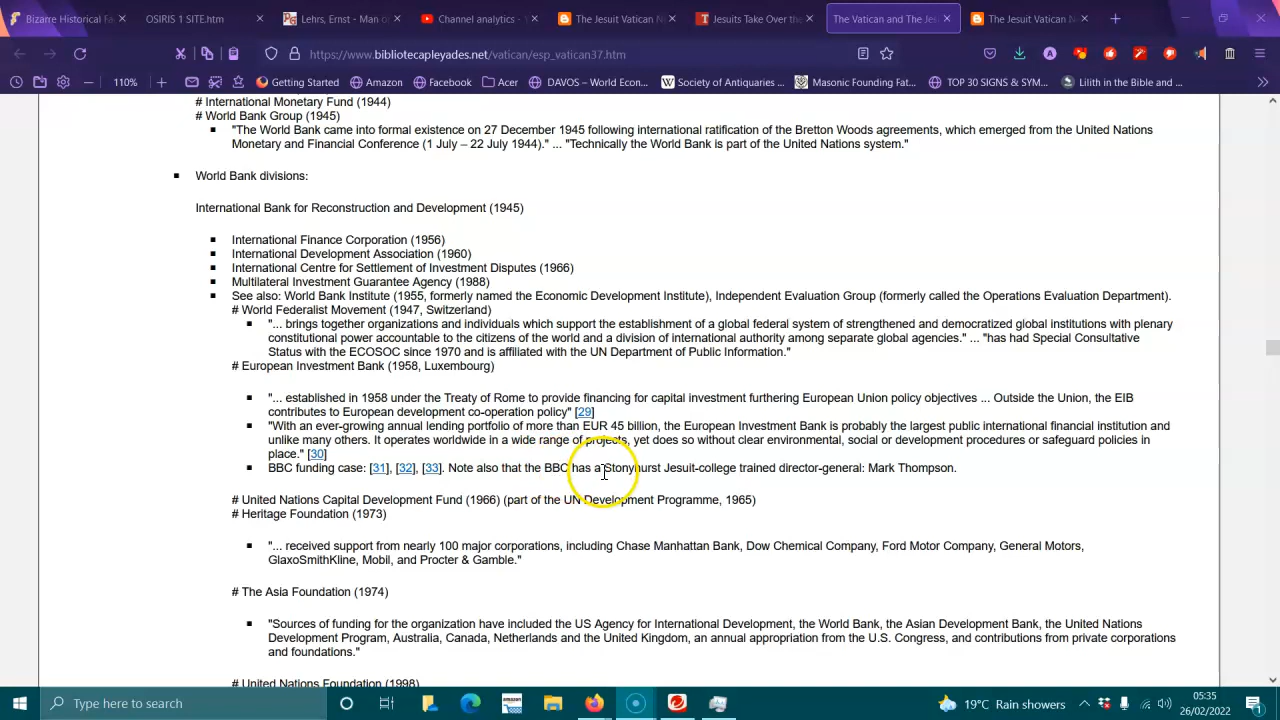 Bizarre Historical Fa
OSIRIS 1 SITE.htm
Lehrs, Ernst - Man o
Channel analytics -
The Jesuit Vatican N
Jesuits Take Over the
The Vatican and The Je
The Jesuit Vatican N
https://www.bibliotecapleyades.net/vatican/esp_vatican37.htm
110%
Getting Started
Amazon
Facebook
Acer
DAVOS – World Econ...
Society of Antiquaries ...
Masonic Founding Fat...
TOP 30 SIGNS & SYM...
Lilith in the Bible and ...
# International Monetary Fund (1944)
# World Bank Group (1945)
"The World Bank came into formal existence on 27 December 1945 following international ratification of the Bretton Woods agreements, which emerged from the United Nations
Monetary and Financial Conference (1 July – 22 July 1944)." ... "Technically the World Bank is part of the United Nations system."
World Bank divisions:
International Bank for Reconstruction and Development (1945)
International Finance Corporation (1956)
International Development Association (1960)
International Centre for Settlement of Investment Disputes (1966)
Multilateral Investment Guarantee Agency (1988)
See also: World Bank Institute (1955, formerly named the Economic Development Institute), Independent Evaluation Group (formerly called the Operations Evaluation Department).
# World Federalist Movement (1947, Switzerland)
"... brings together organizations and individuals which support the establishment of a global federal system of strengthened and democratized global institutions with plenary
constitutional power accountable to the citizens of the world and a division of international authority among separate global agencies." ... "has had Special Consultative
Status with the ECOSOC since 1970 and is affiliated with the UN Department of Public Information."
# European Investment Bank (1958, Luxembourg)
"... established in 1958 under the Treaty of Rome to provide financing for capital investment furthering European Union policy objectives ... Outside the Union, the EIB
contributes to European development co-operation policy" [29]
"With an ever-growing annual lending portfolio of more than EUR 45 billion, the European Investment Bank is probably the largest public international financial institution and
unlike many others. It operates worldwide in a wide range of projects, yet does so without clear environmental, social or development procedures or safeguard policies in
place." [30]
BBC funding case: [31], [32], [33]. Note also that the BBC has a Stonyhurst Jesuit-college trained director-general: Mark Thompson.
# United Nations Capital Development Fund (1966) (part of the UN Development Programme, 1965)
# Heritage Foundation (1973)
"... received support from nearly 100 major corporations, including Chase Manhattan Bank, Dow Chemical Company, Ford Motor Company, General Motors,
GlaxoSmithKline, Mobil, and Procter & Gamble."
# The Asia Foundation (1974)
"Sources of funding for the organization have included the US Agency for International Development, the World Bank, the Asian Development Bank, the United Nations
Development Program, Australia, Canada, Netherlands and the United Kingdom, an annual appropriation from the U.S. Congress, and contributions from private corporations
and foundations."
# United Nations Foundation (1998)
Type here to search
19°C Rain showers
05:35
26/02/2022